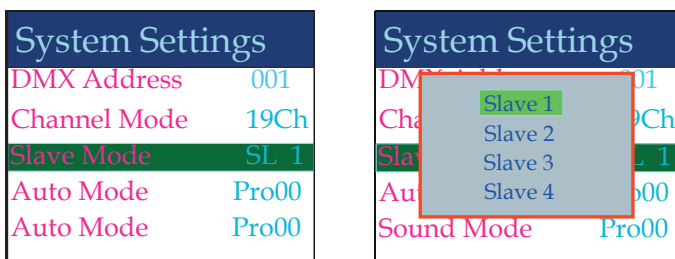 System Settings
DMX Address 001
Channel Mode 19Ch
Slave Mode SL 1
Auto Mode Pro00
Auto Mode Pro00
System Settings
Slave 1
Slave 2
Slave 3
Slave 4
Sound Mode Pro00